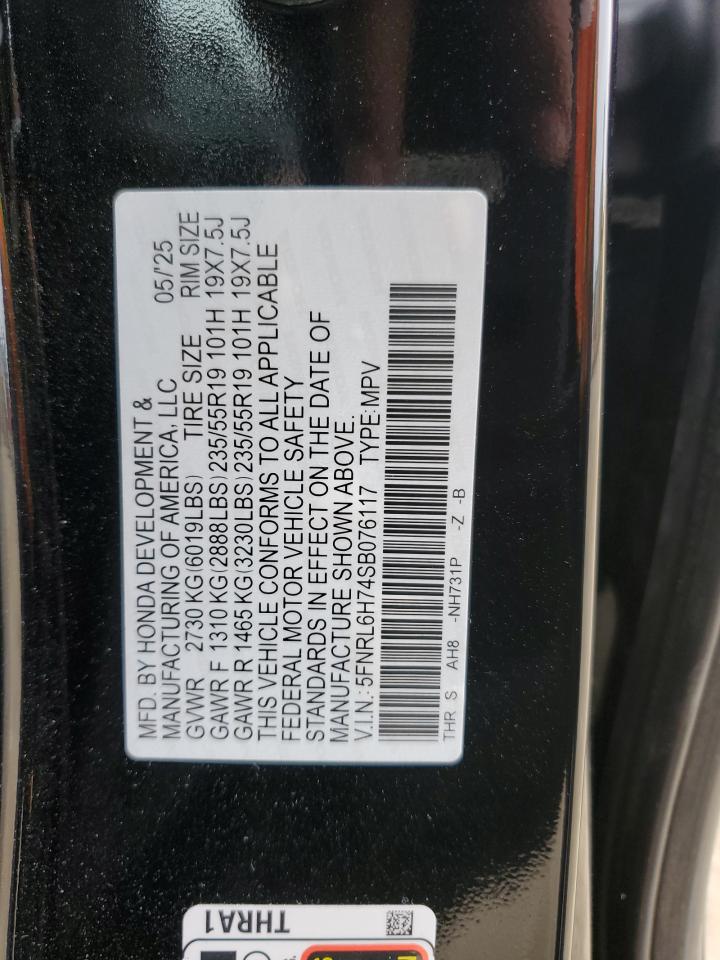 MFD. BY HONDA DEVELOPMENT &
MANUFACTURING OF AMERICA, LLC 05/'25
GVWR 2730 KG(6019LBS) TIRE SIZE RIM SIZE
GAWR F 1310 KG(2888LBS) 235/55R19 101H 19X7.5J
GAWR R 1465 KG(3230LBS) 235/55R19 101H 19X7.5J
THIS VEHICLE CONFORMS TO ALL APPLICABLE
FEDERAL MOTOR VEHICLE SAFETY
STANDARDS IN EFFECT ON THE DATE OF
MANUFACTURE SHOWN ABOVE.
V.I.N.: 5FNRL6H74SB076117 TYPE: MPV
THR S AH8 -NH731P -Z -B
THRA1